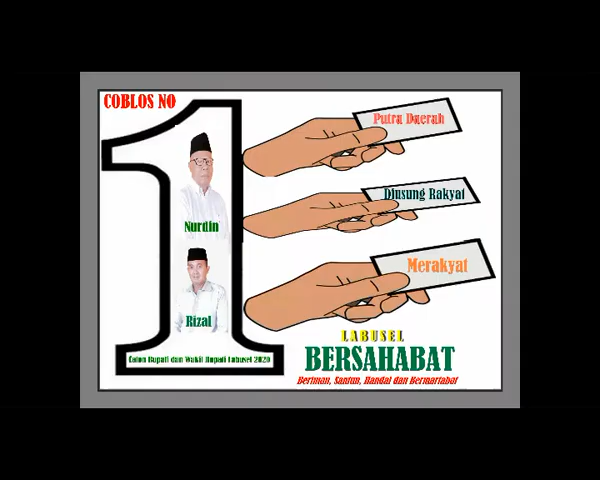 COBLOS NO
1
Putra Daerah
Diusung Rakyat
Merakyat
Nurdin
Rizal
Calon Bupati dan Wakil Bupati Labusel 2020
LABUSEL
BERSAHABAT
Beriman, Santun, Handal dan Bermartabat